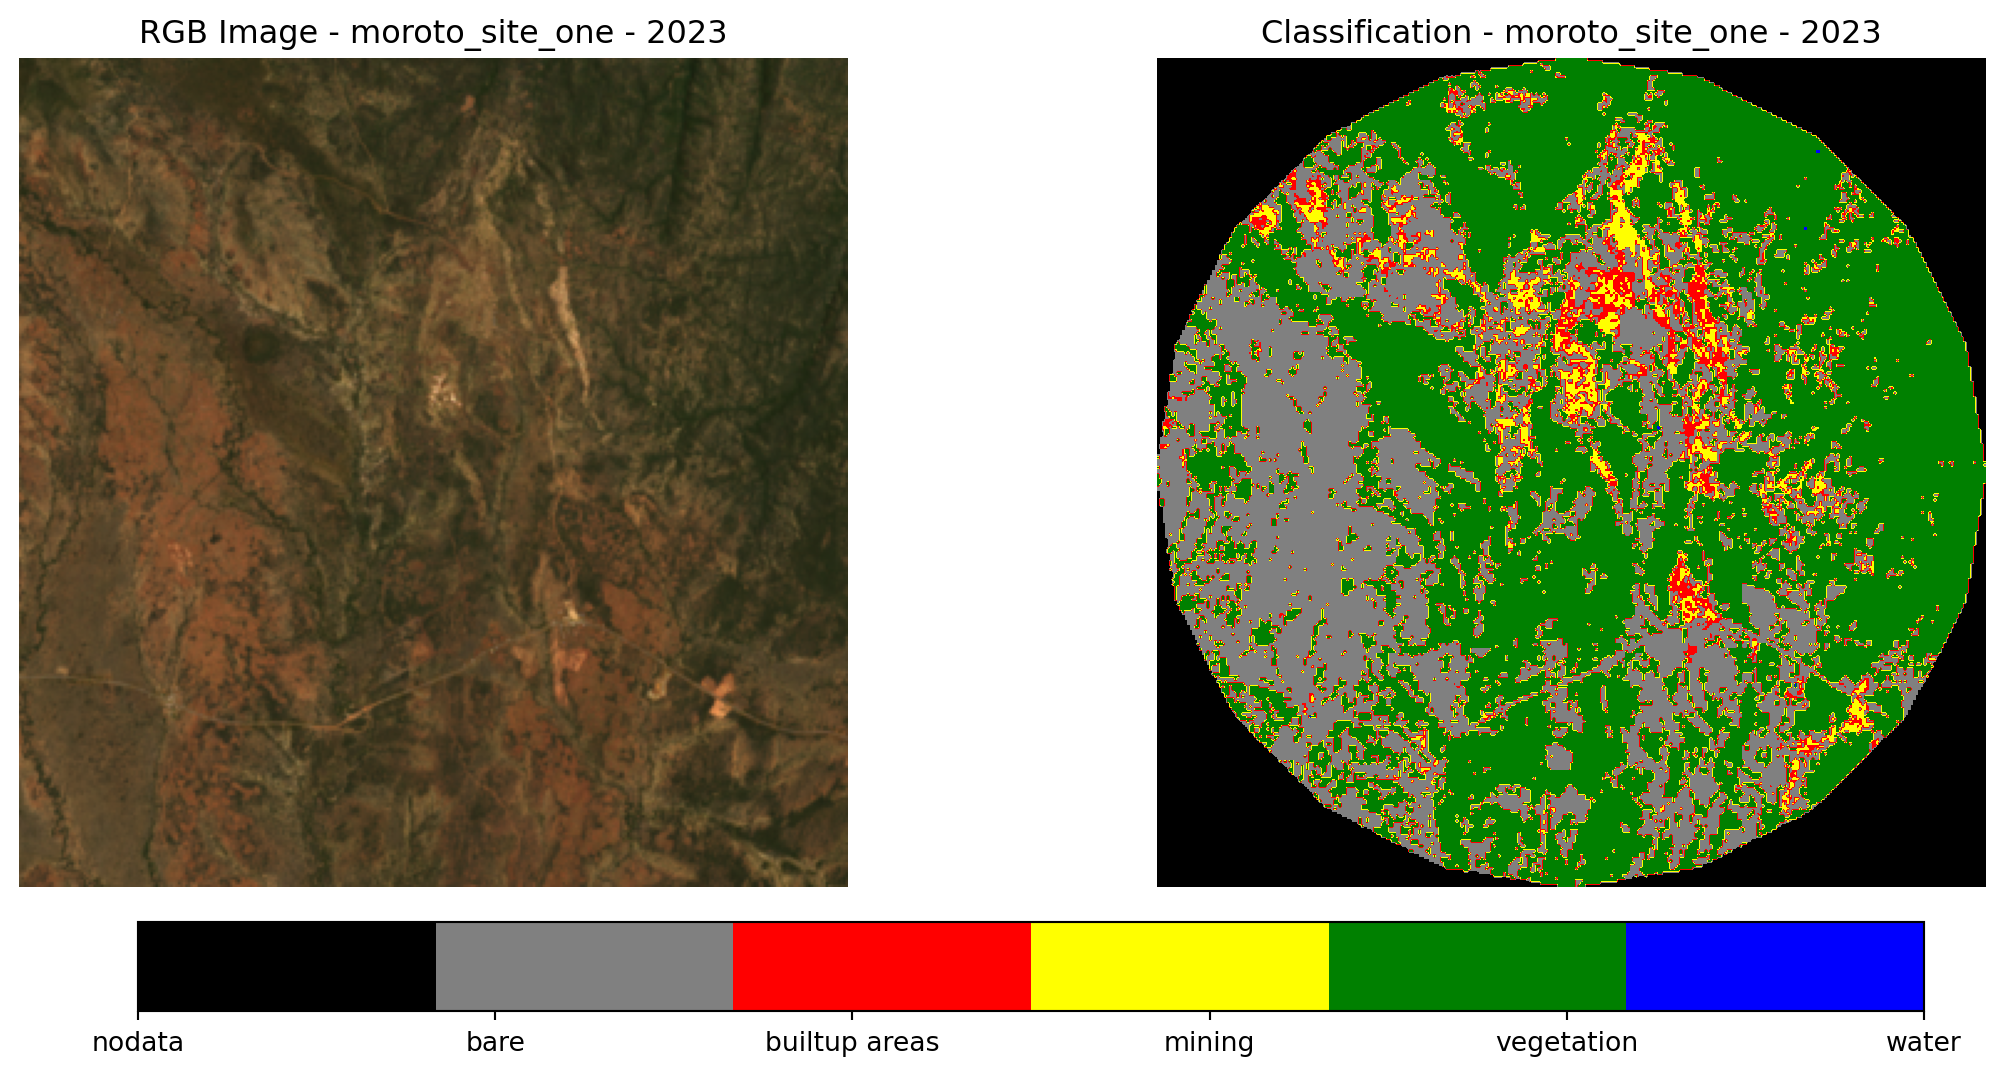 RGB Image - moroto_site_one - 2023
Classification - moroto_site_one - 2023
nodata
bare
builtup areas
mining
vegetation
water